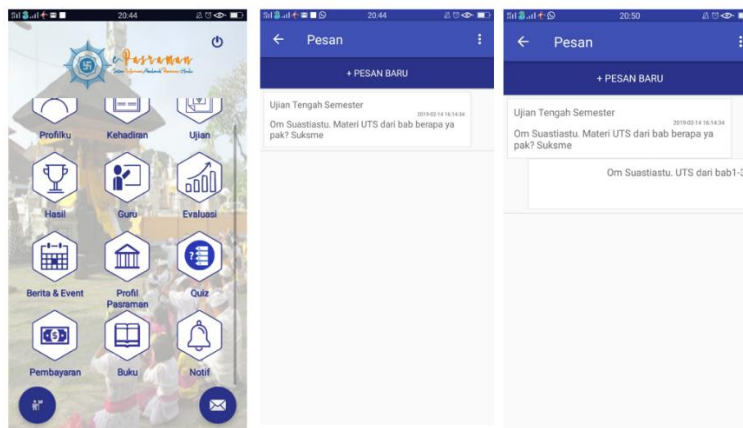 20:44
e-Pasraman
Profilku
Kehadiran
Ujian
Hasil
Guru
Evaluasi
Berita & Event
Profil
Pasraman
Quiz
Pembayaran
Buku
Notif
20:44
Pesan
+ PESAN BARU
Ujian Tengah Semester
2019-02-14 16:14:34
Om Suastiastu. Materi UTS dari bab berapa ya
pak? Suksme
20:50
Pesan
+ PESAN BARU
Ujian Tengah Semester
2019-02-14 16:14:34
Om Suastiastu. Materi UTS dari bab berapa ya
pak? Suksme
Om Suastiastu. UTS dari bab1-3